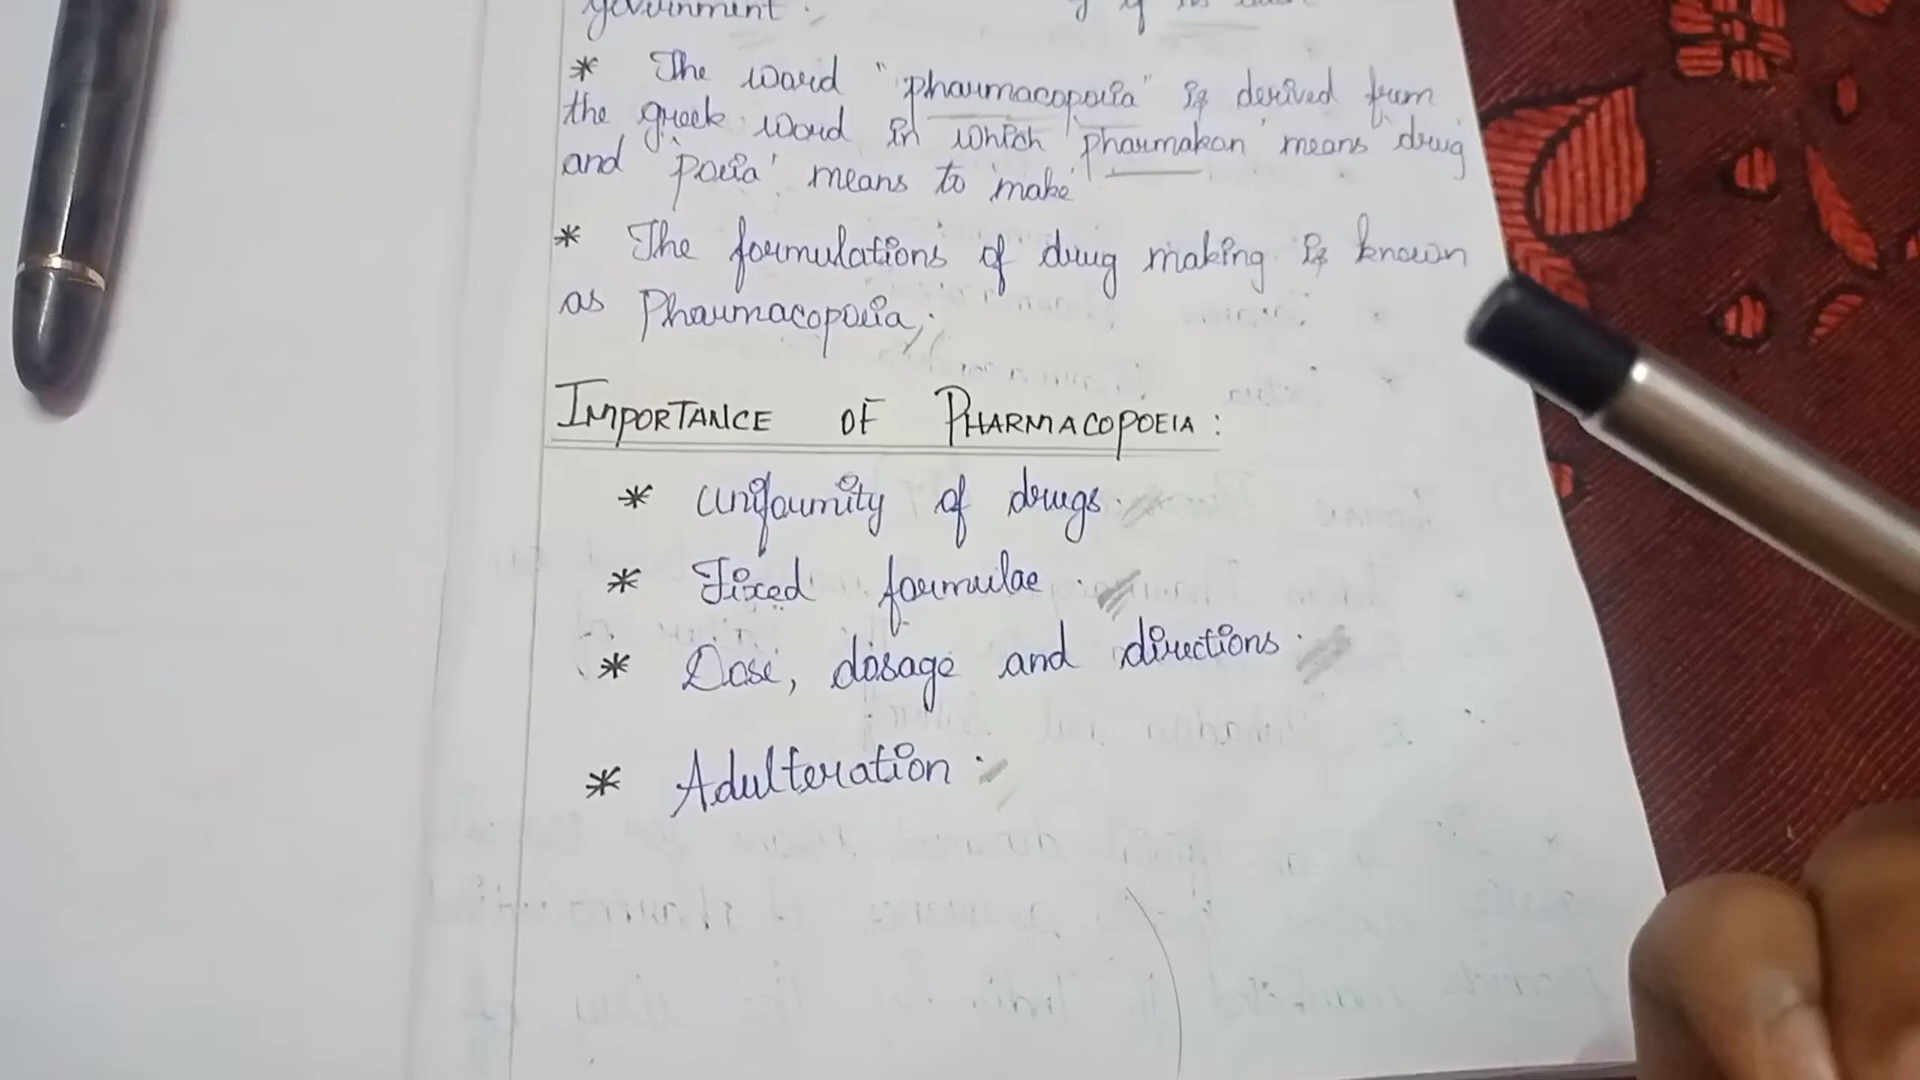 government.
* The word "pharmacopoeia" is derived from
the greek word in which 'pharmakon' means 'drug'
and 'poeia' means to 'make'
* The formulations of drug making is known
as Pharmacopoeia.
IMPORTANCE OF PHARMACOPOEIA:
* Uniformity of drugs.
* Fixed formulae.
* Dose, dosage and directions.
* Adulteration.